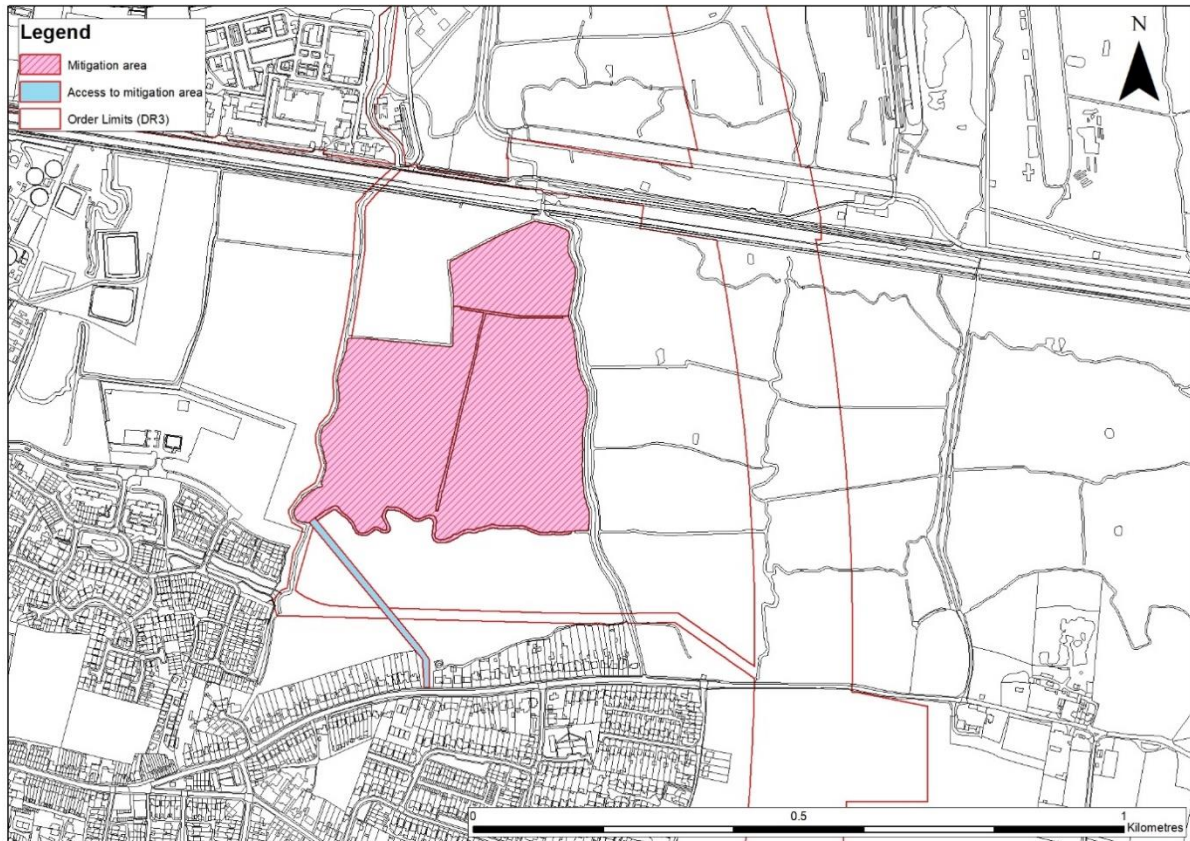 Legend
Mitigation area
Access to mitigation area
Order Limits (DR3)
N
0 0.5 1
Kilometres